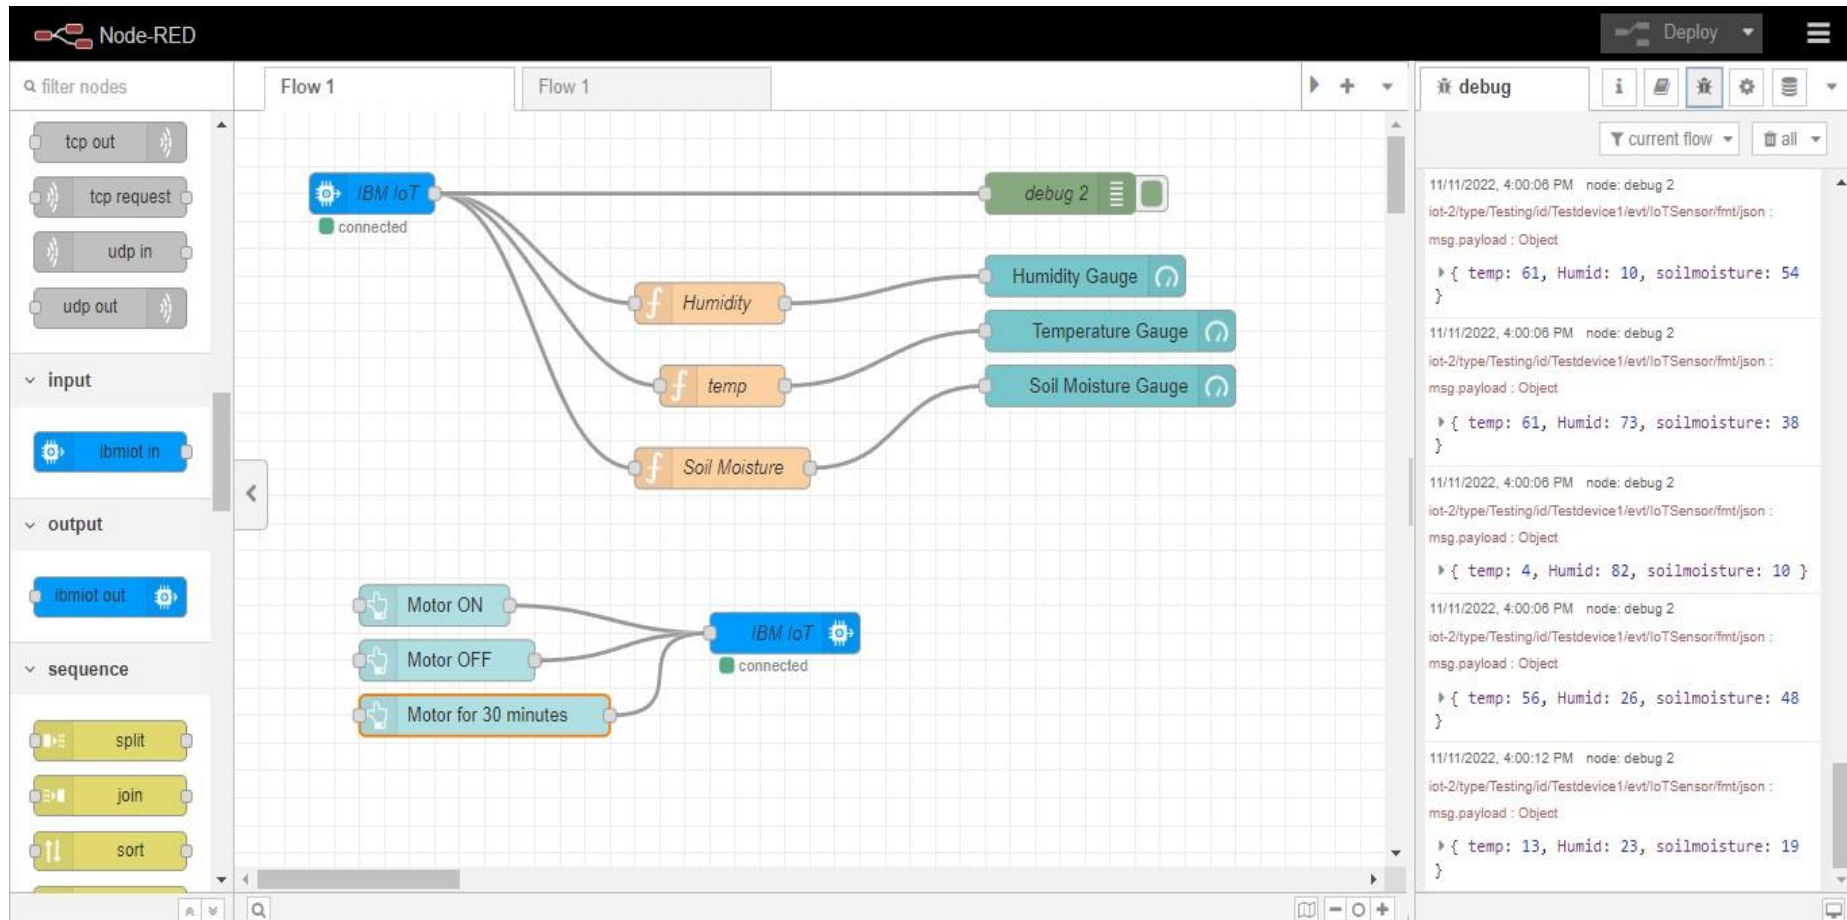 Node-RED
Deploy
filter nodes
tcp out
tcp request
udp in
udp out
input
ibmiot in
output
ibmiot out
sequence
split
join
sort
Flow 1
Flow 1
IBM IoT
connected
debug 2
Humidity
Humidity Gauge
temp
Temperature Gauge
Soil Moisture
Soil Moisture Gauge
Motor ON
Motor OFF
Motor for 30 minutes
IBM IoT
connected
debug
i
current flow
all
11/11/2022, 4:00:06 PM node: debug 2
iot-2/type/Testing/id/Testdevice1/evt/IoTSensor/fmt/json :
msg.payload : Object
{ temp: 61, Humid: 10, soilmoisture: 54
}
11/11/2022, 4:00:06 PM node: debug 2
iot-2/type/Testing/id/Testdevice1/evt/IoTSensor/fmt/json :
msg.payload : Object
{ temp: 61, Humid: 73, soilmoisture: 38
}
11/11/2022, 4:00:06 PM node: debug 2
iot-2/type/Testing/id/Testdevice1/evt/IoTSensor/fmt/json :
msg.payload : Object
{ temp: 4, Humid: 82, soilmoisture: 10 }
11/11/2022, 4:00:06 PM node: debug 2
iot-2/type/Testing/id/Testdevice1/evt/IoTSensor/fmt/json :
msg.payload : Object
{ temp: 56, Humid: 26, soilmoisture: 48
}
11/11/2022, 4:00:12 PM node: debug 2
iot-2/type/Testing/id/Testdevice1/evt/IoTSensor/fmt/json :
msg.payload : Object
{ temp: 13, Humid: 23, soilmoisture: 19
}